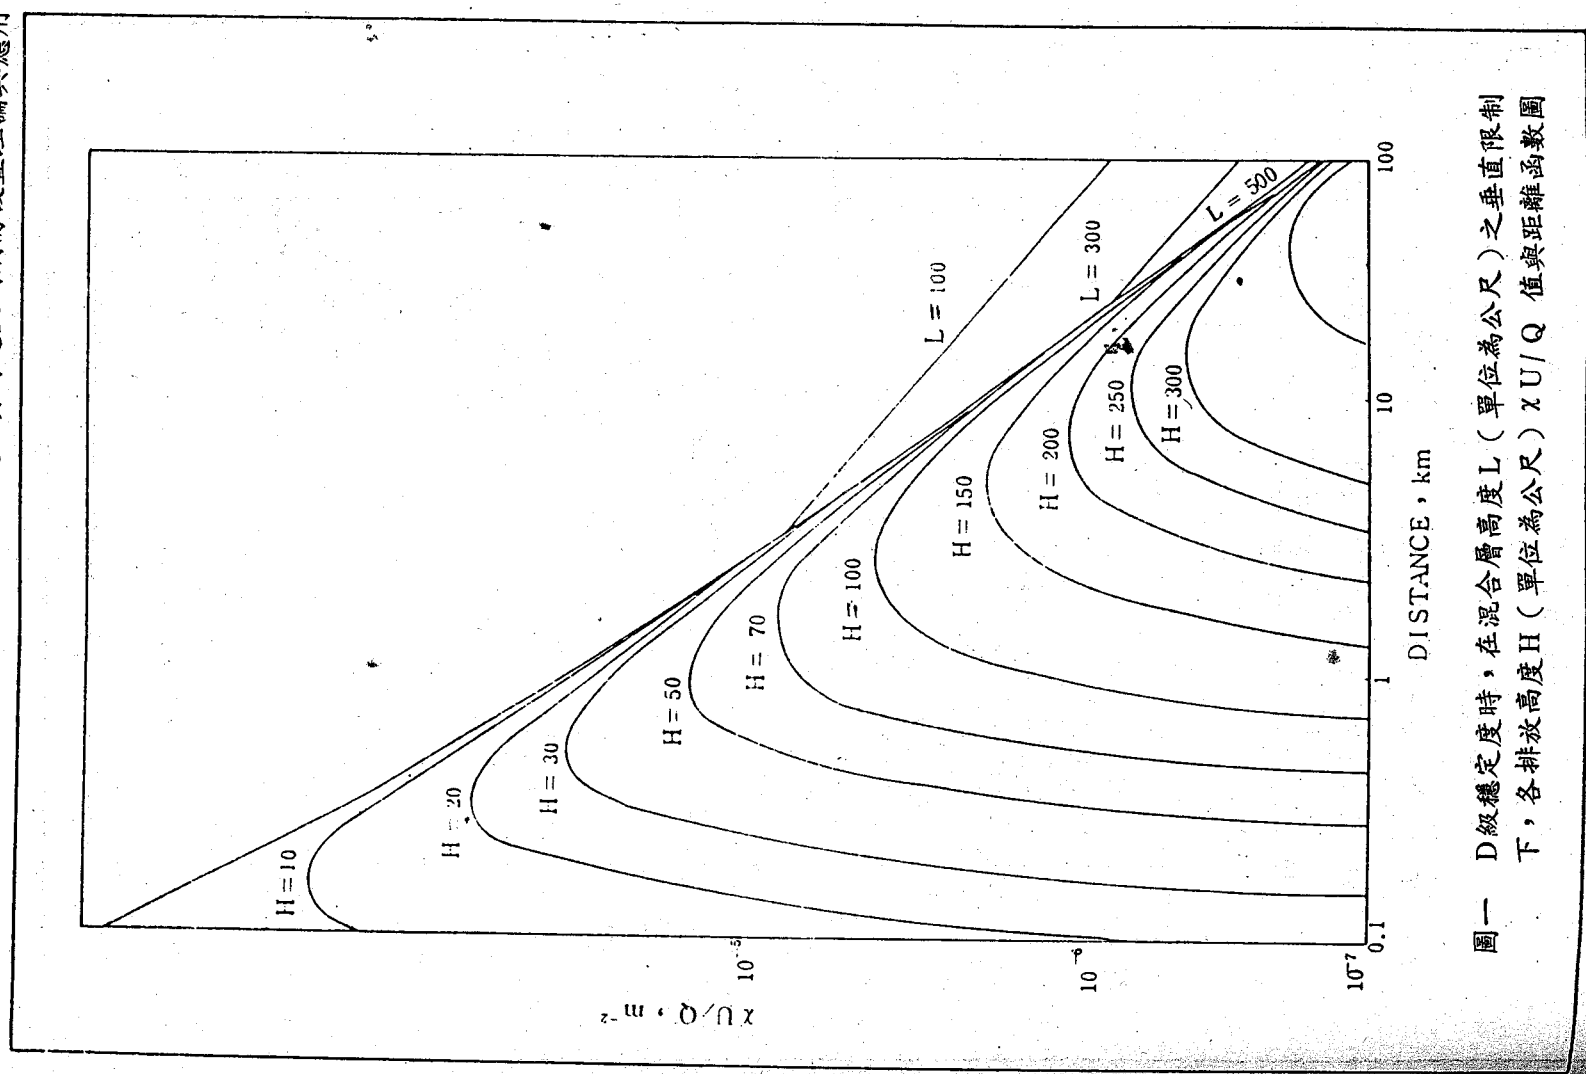 L = 100
L = 300
L = 500
H = 10
H = 20
H = 30
H = 50
H = 70
H = 100
H = 150
H = 200
H = 250
H = 300
χU/Q，m⁻²
10⁻⁵
10
10⁻⁷
0.1
1
10
100
DISTANCE，km
圖一 D級穩定度時，在混合層高度L（單位為公尺）之垂直限制
下，各排放高度H（單位為公尺）χU/Q 值與距離函數圖